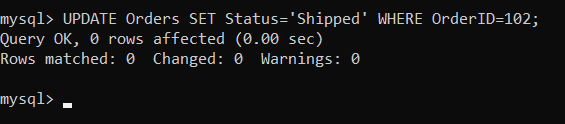 mysql> UPDATE Orders SET Status='Shipped' WHERE OrderID=102;
Query OK, 0 rows affected (0.00 sec)
Rows matched: 0  Changed: 0  Warnings: 0
mysql>